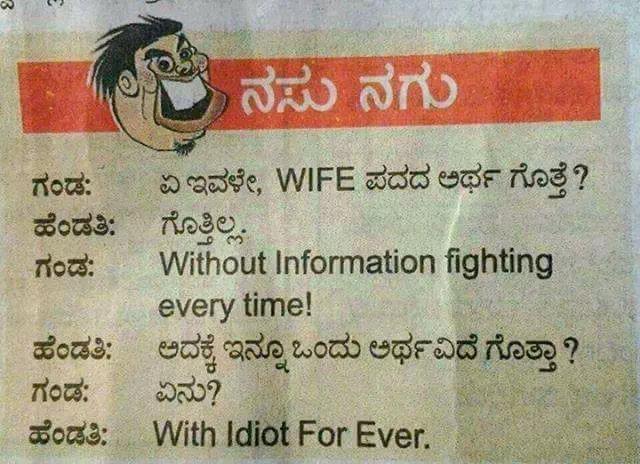 ನಸು ನಗು
ಗಂಡ: ಏ ಇವಳೇ, WIFE ಪದದ ಅರ್ಥ ಗೊತ್ತೆ?
ಹೆಂಡತಿ: ಗೊತ್ತಿಲ್ಲ.
ಗಂಡ: Without Information fighting
every time!
ಹೆಂಡತಿ: ಅದಕ್ಕೆ ಇನ್ನೂ ಒಂದು ಅರ್ಥವಿದೆ ಗೊತ್ತಾ?
ಗಂಡ: ಏನು?
ಹೆಂಡತಿ: With Idiot For Ever.